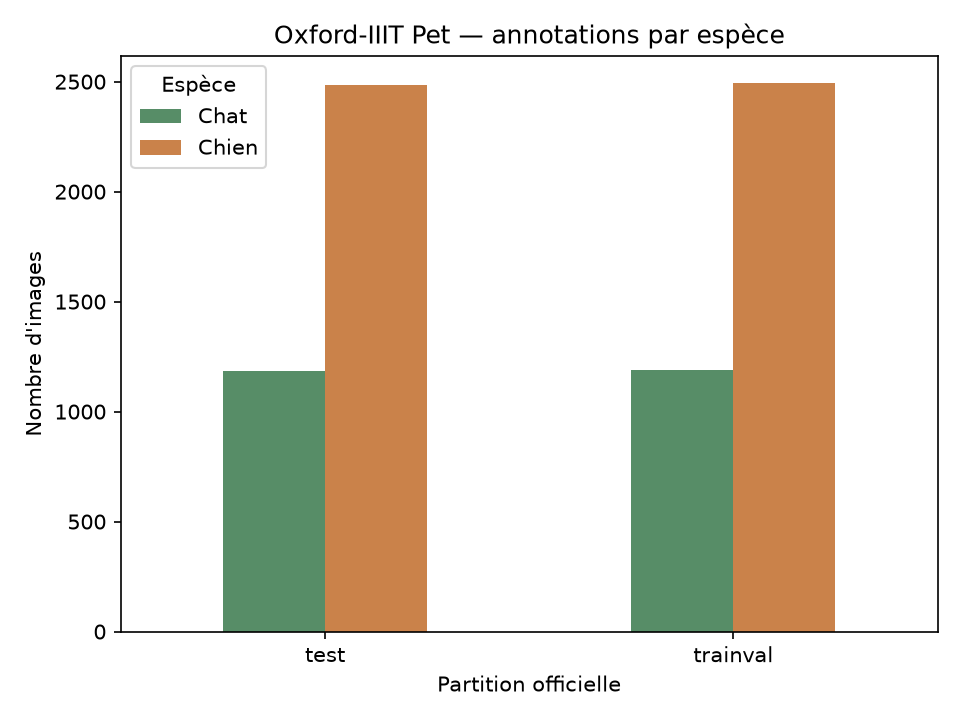 Oxford-IIIT Pet — annotations par espèce
Espèce
Chat
Chien
Nombre d'images
2500
2000
1500
1000
500
0
test
trainval
Partition officielle